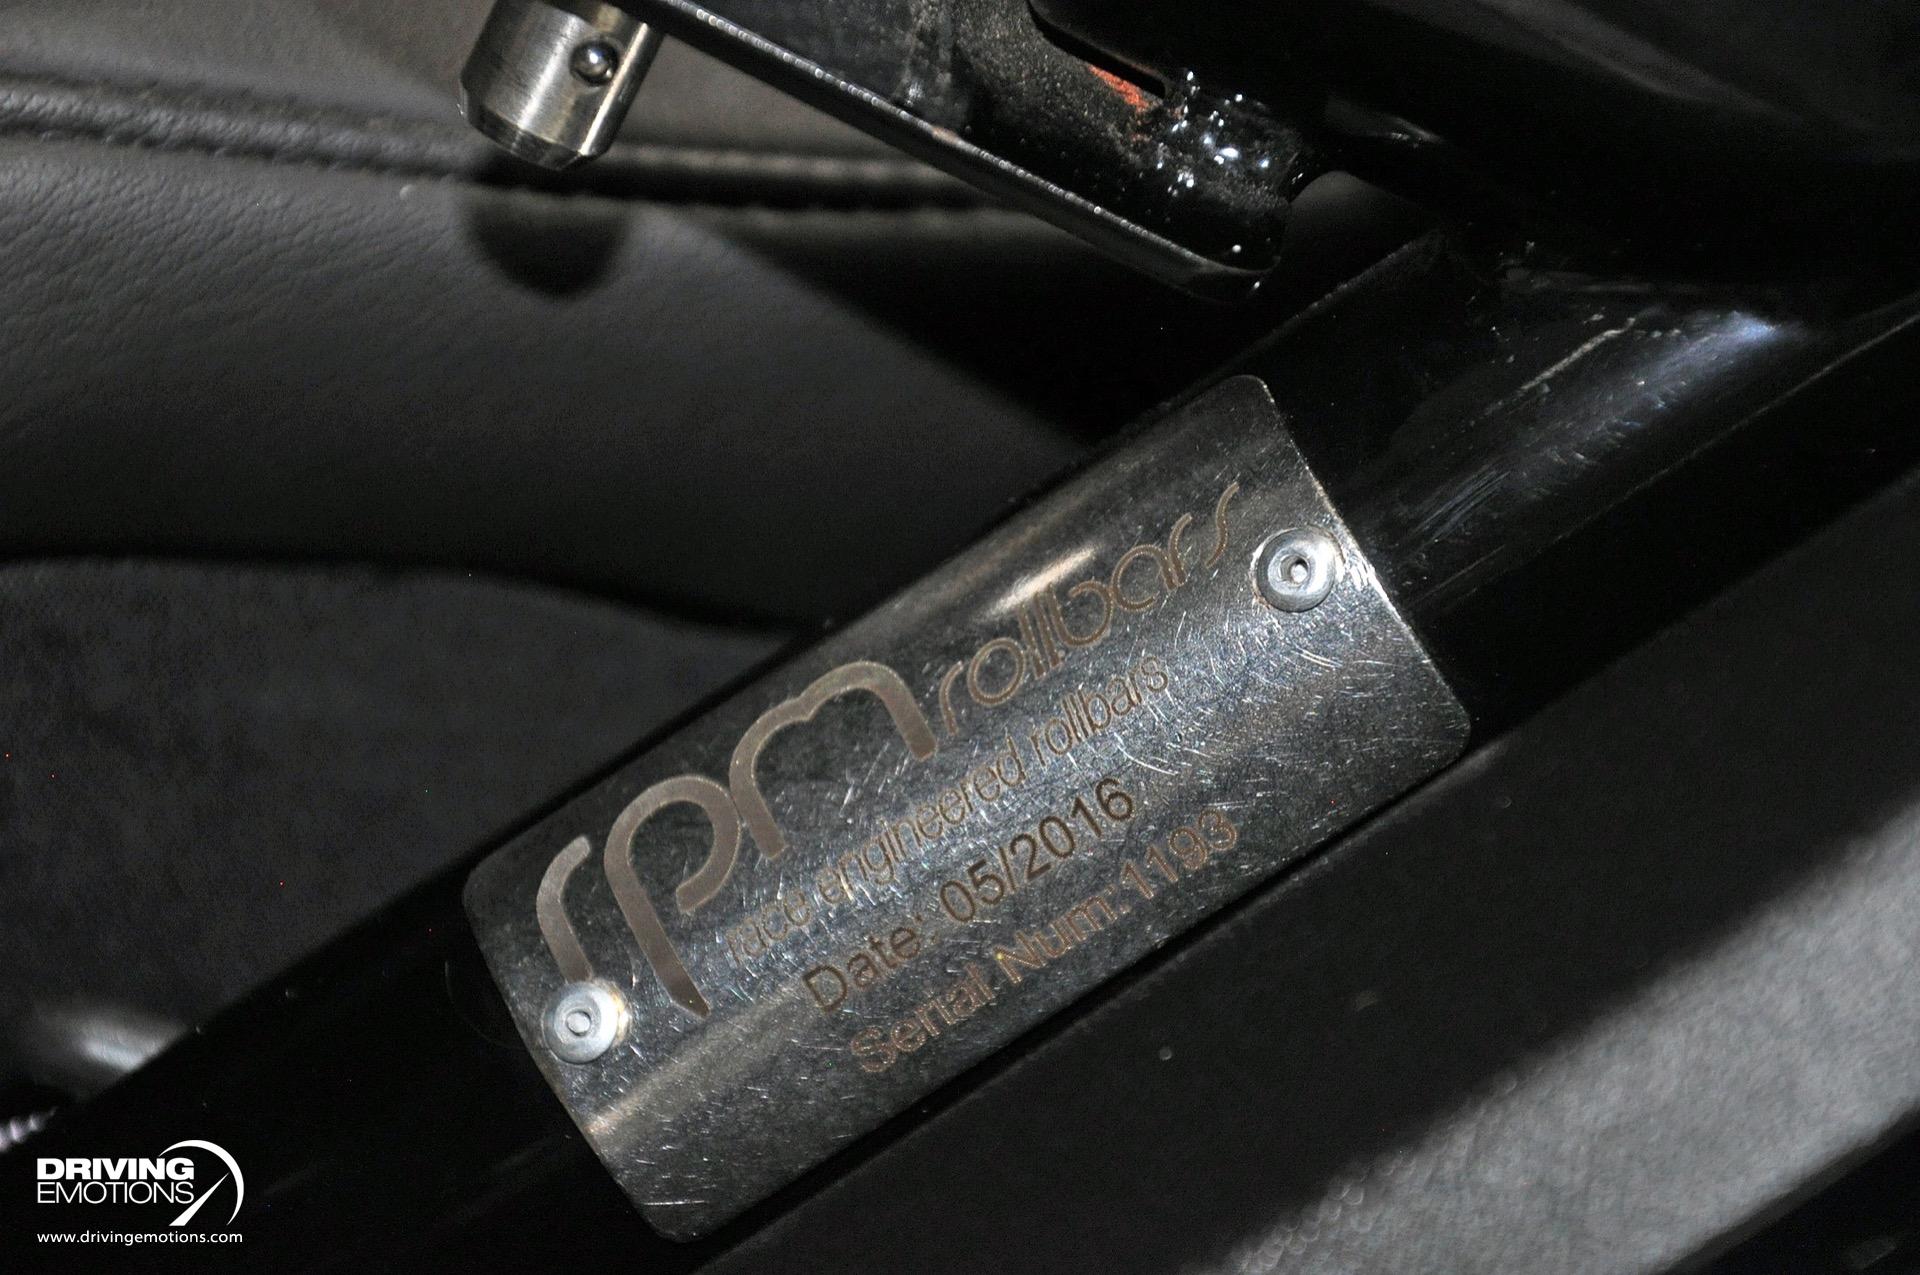 rpm rollbars
race engineered rollbars
Date: 05/2016
Serial Num:1193
DRIVING
EMOTIONS
www.drivingemotions.com